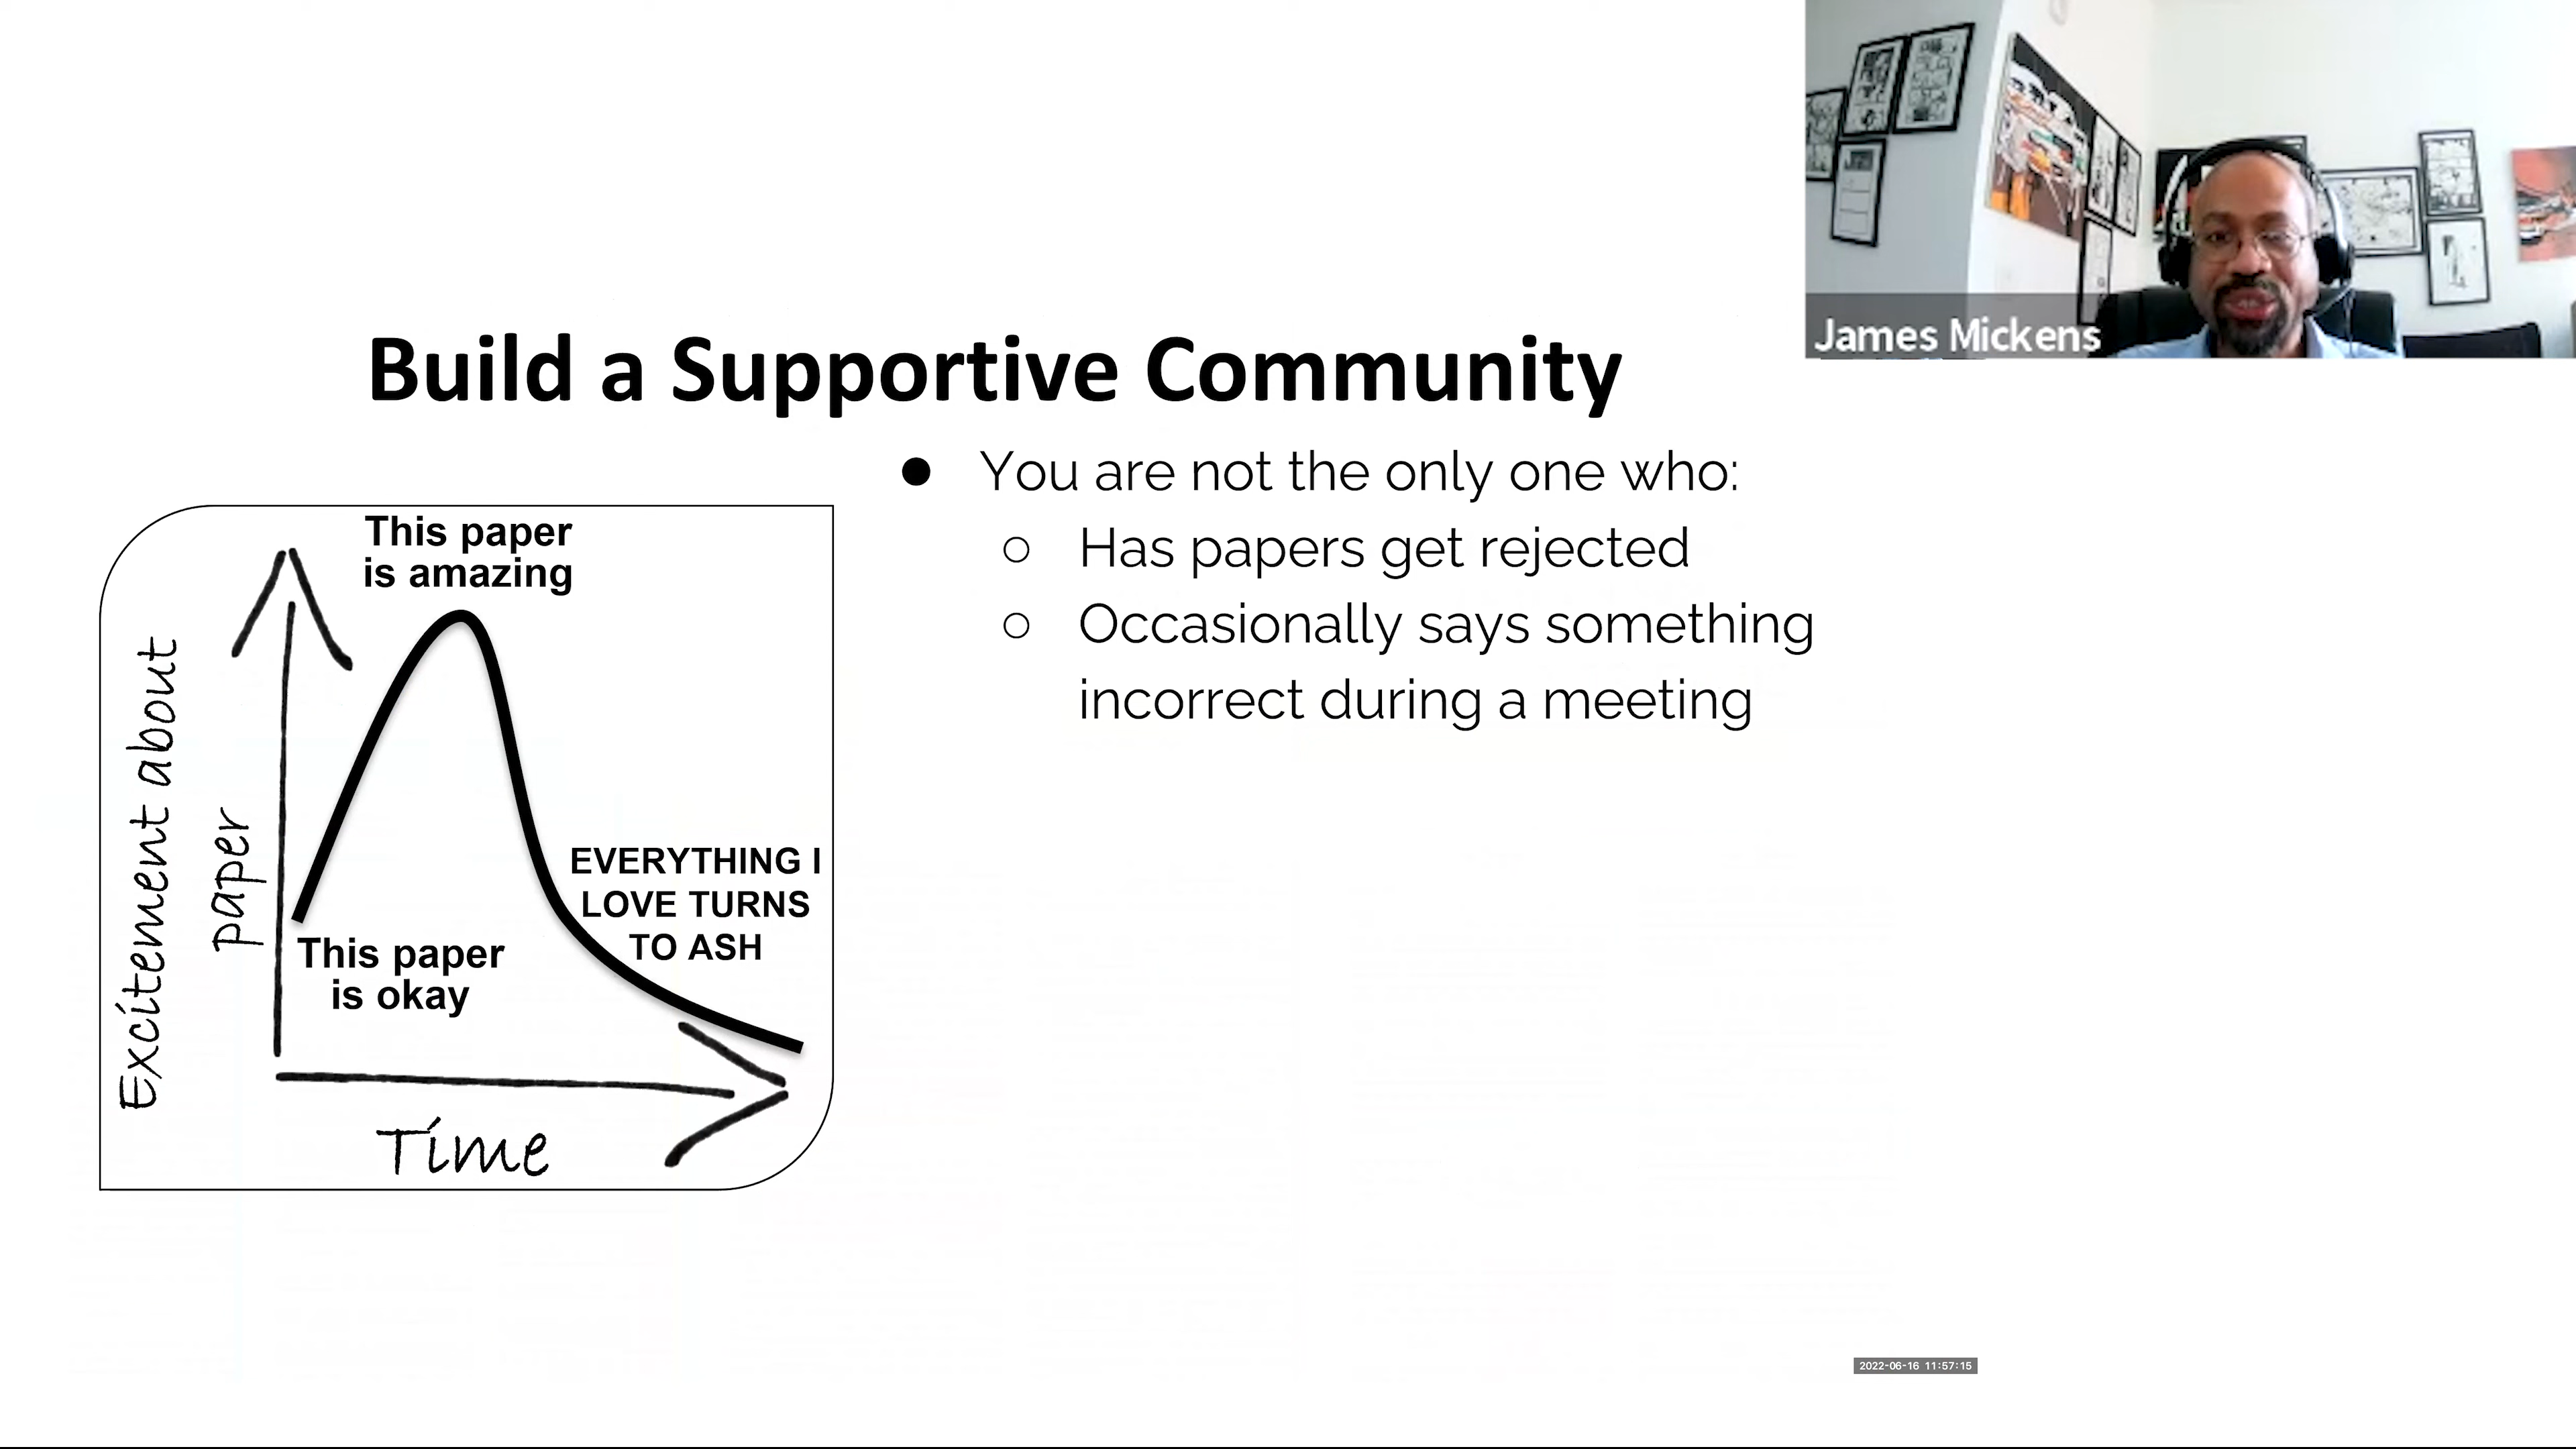 James Mickens
Build a Supportive Community
● You are not the only one who:
○ Has papers get rejected
○ Occasionally says something
incorrect during a meeting
Excitement about
paper
This paper
is amazing
This paper
is okay
EVERYTHING I
LOVE TURNS
TO ASH
Time
2022-06-16 11:57:15